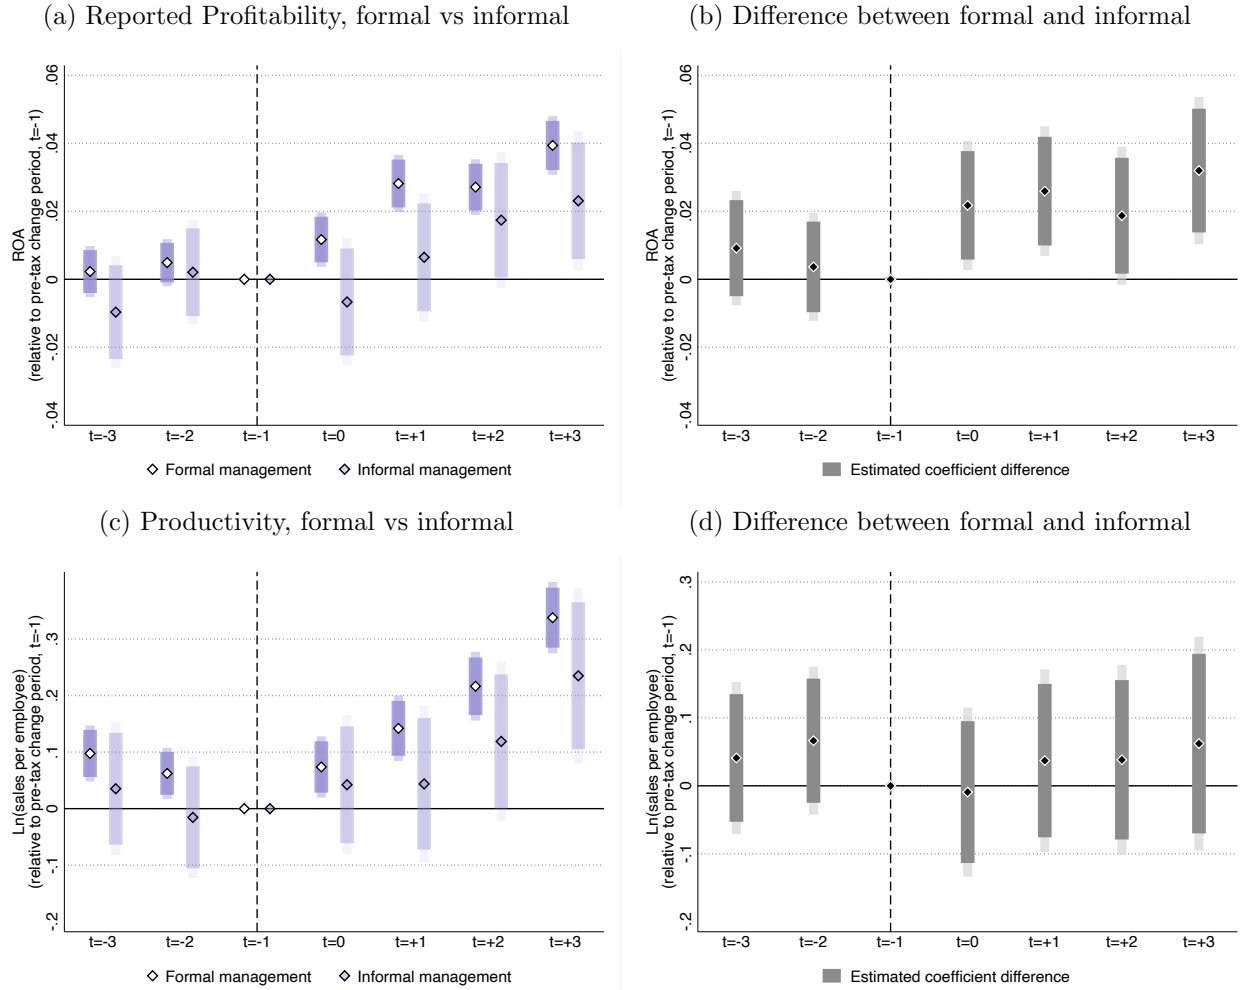 (a) Reported Profitability, formal vs informal
ROA
(relative to pre-tax change period, t=-1)
.06
.04
.02
0
-.02
-.04
t=-3 t=-2 t=-1 t=0 t=+1 t=+2 t=+3
Formal management Informal management
(b) Difference between formal and informal
ROA
(relative to pre-tax change period, t=-1)
.06
.04
.02
0
-.02
-.04
t=-3 t=-2 t=-1 t=0 t=+1 t=+2 t=+3
Estimated coefficient difference
(c) Productivity, formal vs informal
Ln(sales per employee)
(relative to pre-tax change period, t=-1)
.3
.2
.1
0
-.1
-.2
t=-3 t=-2 t=-1 t=0 t=+1 t=+2 t=+3
Formal management Informal management
(d) Difference between formal and informal
Ln(sales per employee)
(relative to pre-tax change period, t=-1)
.3
.2
.1
0
-.1
-.2
t=-3 t=-2 t=-1 t=0 t=+1 t=+2 t=+3
Estimated coefficient difference